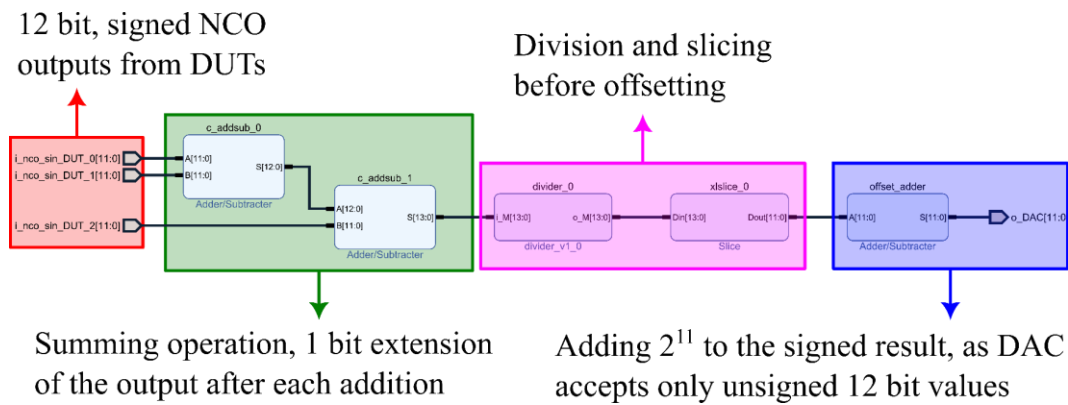 12 bit, signed NCO
outputs from DUTs
Division and slicing
before offsetting
c_addsub_0
i_nco_sin_DUT_0[11:0]
A[11:0]
i_nco_sin_DUT_1[11:0]
B[11:0]
S[12:0]
Adder/Subtracter
i_nco_sin_DUT_2[11:0]
c_addsub_1
A[12:0]
B[11:0]
S[13:0]
Adder/Subtracter
divider_0
i_M[13:0]
o_M[13:0]
divider_v1_0
xlslice_0
Din[13:0]
Dout[11:0]
Slice
offset_adder
A[11:0]
S[11:0]
Adder/Subtracter
o_DAC[11:0
Summing operation, 1 bit extension
of the output after each addition
Adding 2¹¹ to the signed result, as DAC
accepts only unsigned 12 bit values